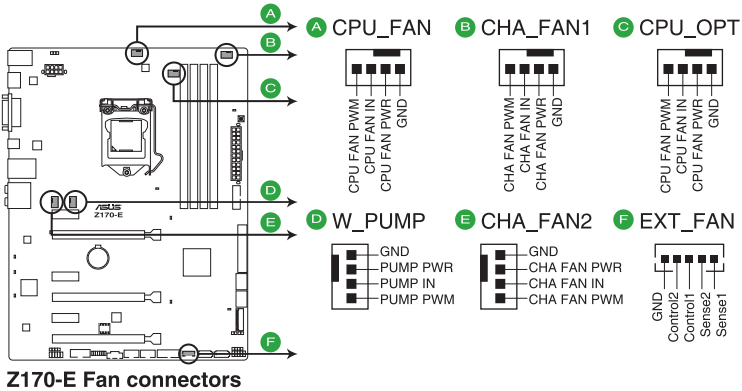 A
B
C
D
E
F
ASUS
Z170-E
A CPU_FAN
CPU FAN PWM
CPU FAN IN
CPU FAN PWR
GND
B CHA_FAN1
CHA FAN PWM
CHA FAN IN
CHA FAN PWR
GND
C CPU_OPT
CPU FAN PWM
CPU FAN IN
CPU FAN PWR
GND
D W_PUMP
GND
PUMP PWR
PUMP IN
PUMP PWM
E CHA_FAN2
GND
CHA FAN PWR
CHA FAN IN
CHA FAN PWM
F EXT_FAN
GND
Control2
Control1
Sense2
Sense1
Z170-E Fan connectors